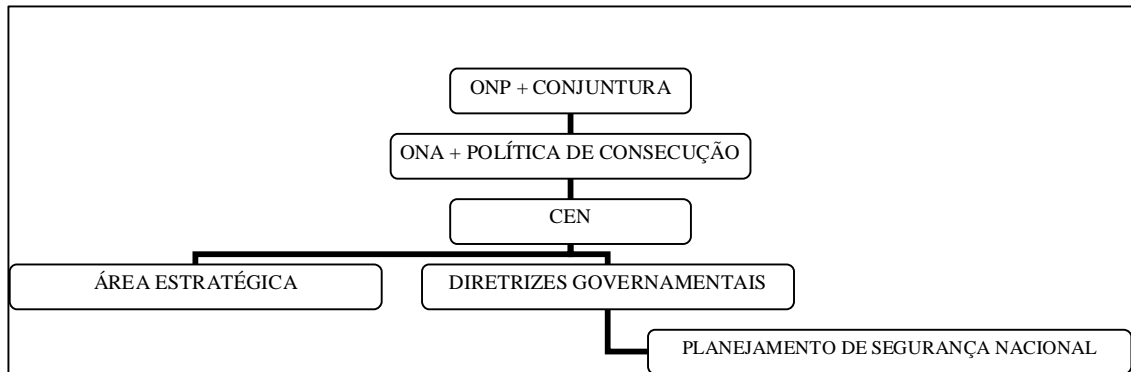 ONP + CONJUNTURA
ONA + POLÍTICA DE CONSECUÇÃO
CEN
ÁREA ESTRATÉGICA
DIRETRIZES GOVERNAMENTAIS
PLANEJAMENTO DE SEGURANÇA NACIONAL